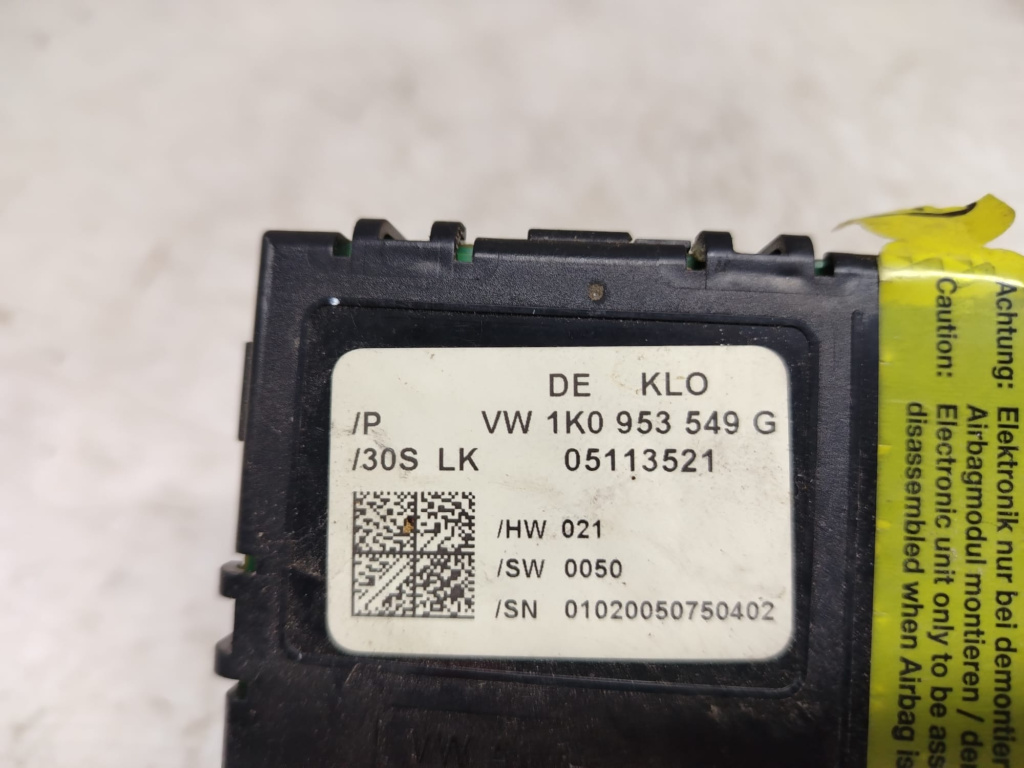 DE KLO
/P VW 1K0 953 549 G
/30S LK 05113521
/HW 021
/SW 0050
/SN 01020050750402
Achtung: Elektronik nur bei demontier
Airbagmodul montieren / de
Caution: Electronic unit only to be ass
disassembled when Airbag is
VW